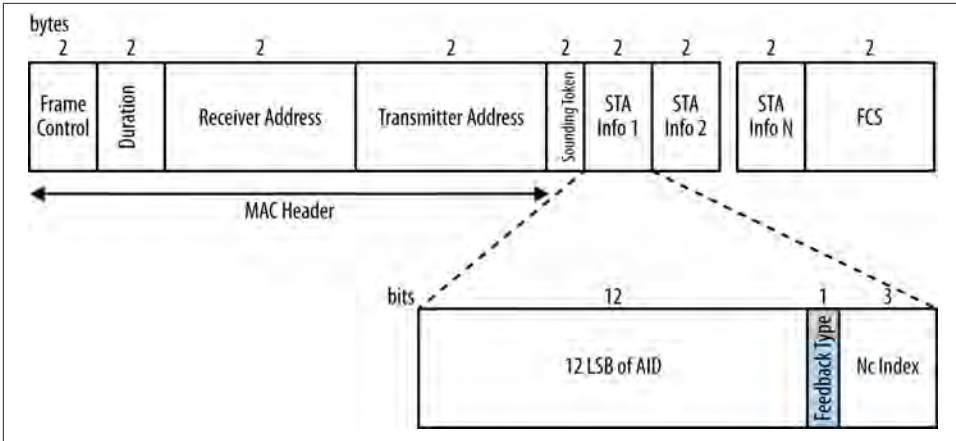 bytes
2 2 2 2 2 2 2 2 2
Frame Control
Duration
Receiver Address
Transmitter Address
Sounding Token
STA Info 1
STA Info 2
STA Info N
FCS
MAC Header
bits
12 1 3
12 LSB of AID
Feedback Type
Nc Index